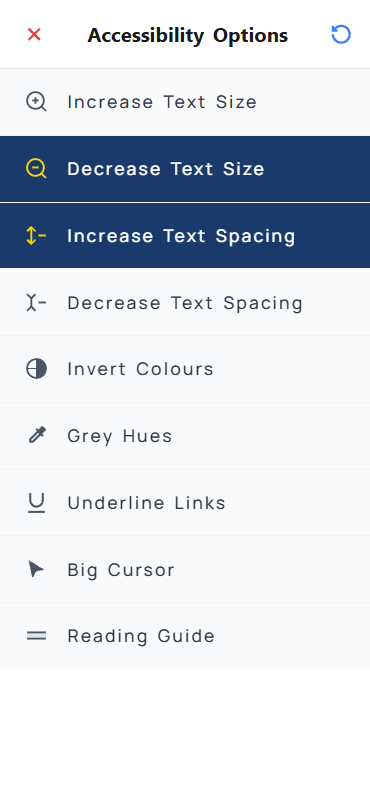 Accessibility Options
Increase Text Size
Decrease Text Size
Increase Text Spacing
Decrease Text Spacing
Invert Colours
Grey Hues
Underline Links
Big Cursor
Reading Guide